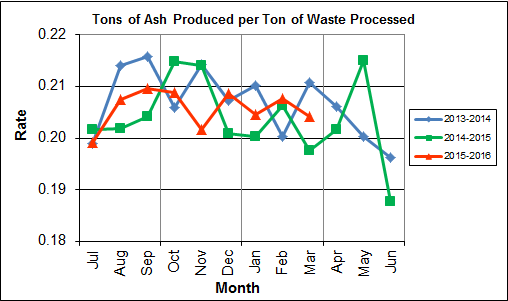 Tons of Ash Produced per Ton of Waste Processed
0.22
0.21
0.20
0.19
0.18
Rate
Jul Aug Sep Oct Nov Dec Jan Feb Mar Apr May Jun
Month
2013-2014
2014-2015
2015-2016